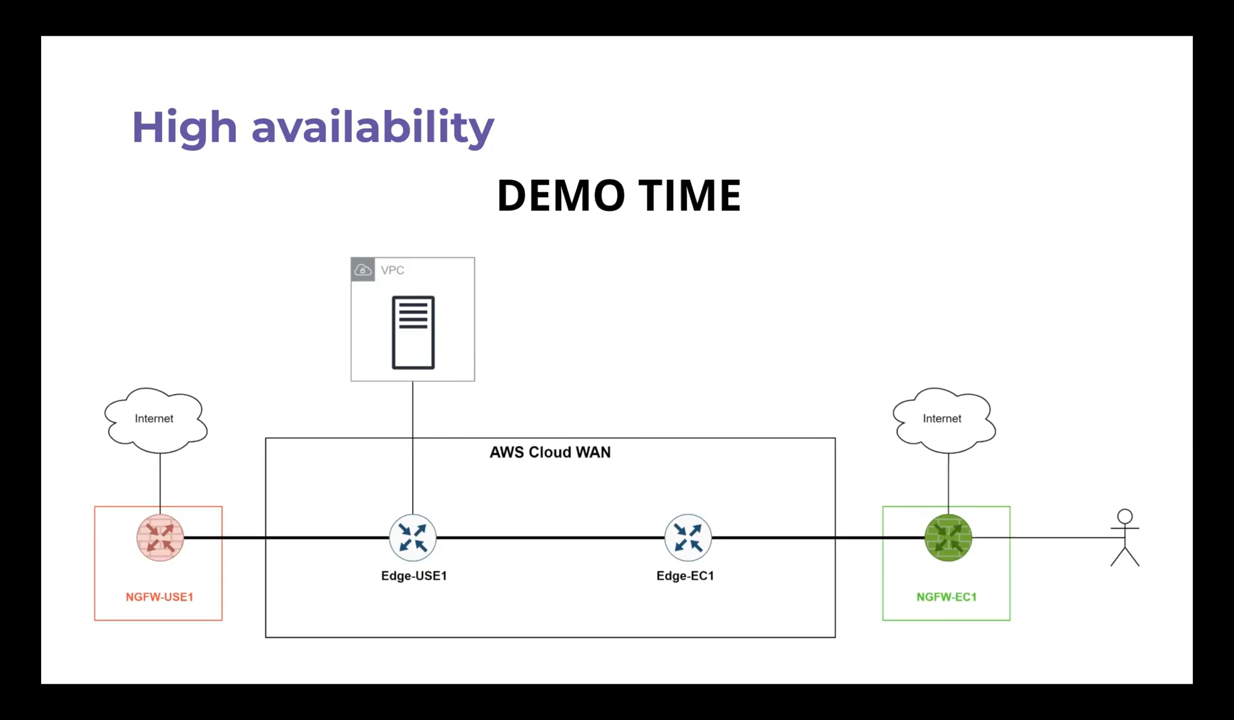 High availability
DEMO TIME
VPC
Internet
Internet
AWS Cloud WAN
Edge-USE1
Edge-EC1
NGFW-USE1
NGFW-EC1